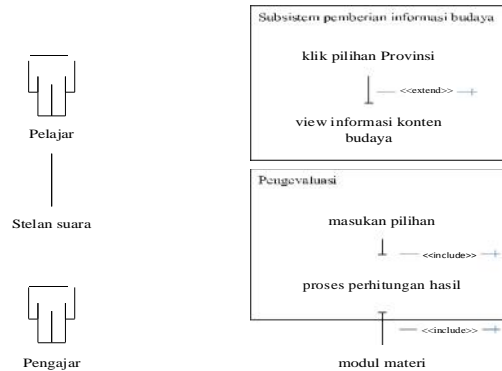 Subsistem pemberian informasi budaya
klik pilihan Provinsi
<<extend>>
view informasi konten
budaya
Pelajar
Stelan suara
Pengajar
Pengevaluasi
masukan pilihan
<<include>>
proses perhitungan hasil
<<include>>
modul materi